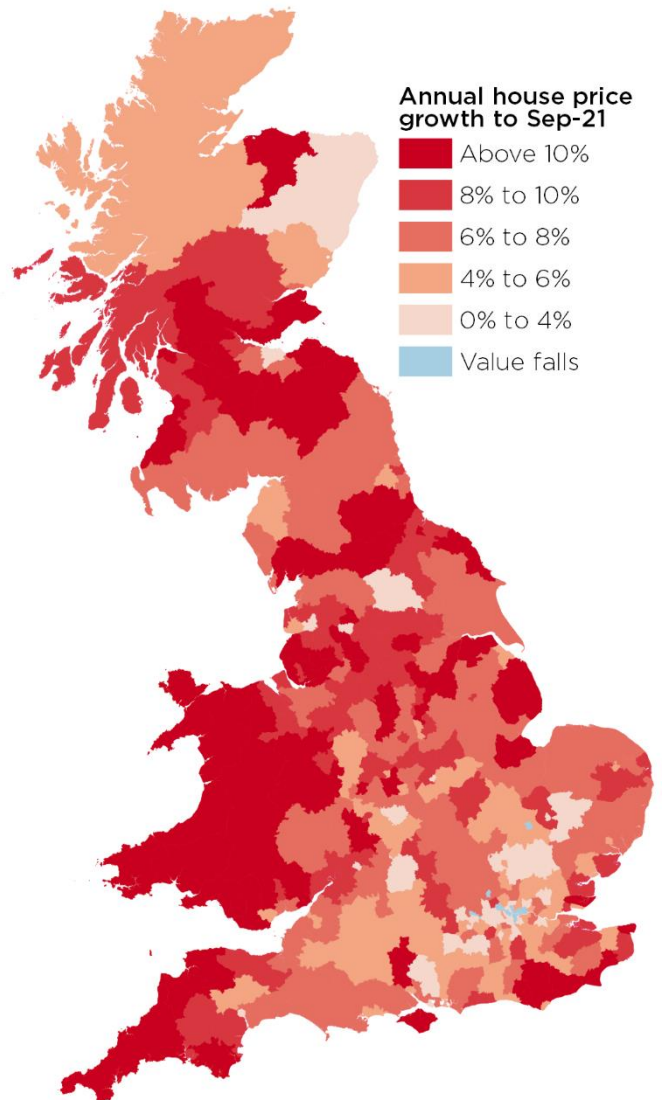 Annual house price
growth to Sep-21
Above 10%
8% to 10%
6% to 8%
4% to 6%
0% to 4%
Value falls